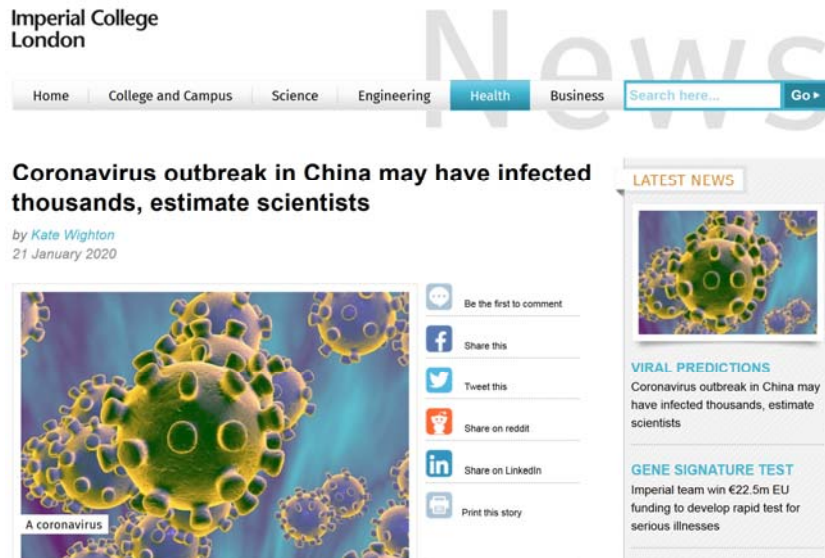 Imperial College
London
News
Home
College and Campus
Science
Engineering
Health
Business
Search here...
Go
Coronavirus outbreak in China may have infected
thousands, estimate scientists
by Kate Wighton
21 January 2020
A coronavirus
Be the first to comment
Share this
Tweet this
Share on reddit
in
Share on LinkedIn
Print this story
LATEST NEWS
VIRAL PREDICTIONS
Coronavirus outbreak in China may
have infected thousands, estimate
scientists
GENE SIGNATURE TEST
Imperial team win €22.5m EU
funding to develop rapid test for
serious illnesses